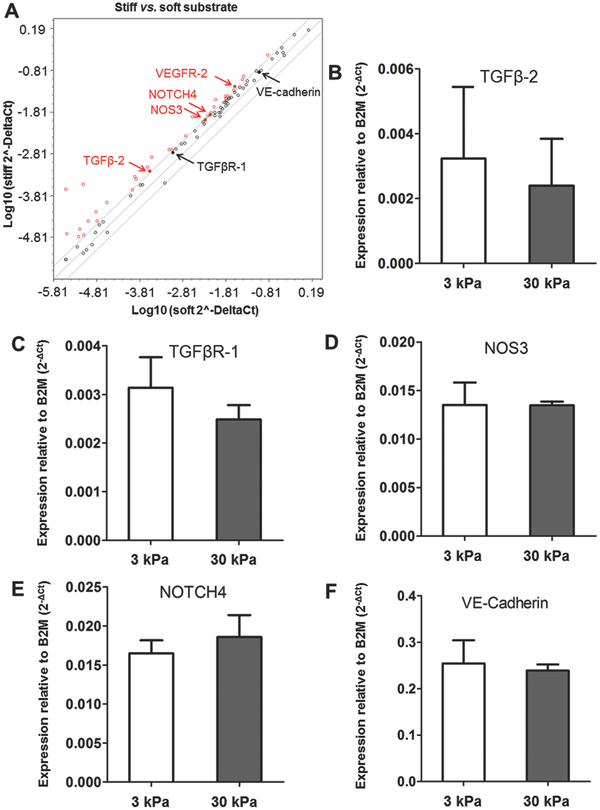 A
Stiff vs. soft substrate
Log10 (stiff 2^-DeltaCt)
0.19
-0.81
-1.81
-2.81
-3.81
-4.81
VEGFR-2
NOTCH4
NOS3
TGFβ-2
VE-cadherin
TGFβR-1
-5.81 -4.81 -2.81 -1.81 -0.81 0.19
Log10 (soft 2^-DeltaCt)
B
TGFβ-2
Expression relative to B2M (2-ΔCt)
0.006
0.004
0.002
0.000
3 kPa 30 kPa
C
TGFβR-1
Expression relative to B2M (2-ΔCt)
0.004
0.003
0.002
0.001
0.000
3 kPa 30 kPa
D
NOS3
Expression relative to B2M (2-ΔCt)
0.020
0.015
0.010
0.005
0.000
3 kPa 30 kPa
E
NOTCH4
Expression relative to B2M (2-ΔCt)
0.025
0.020
0.015
0.010
0.005
0.000
3 kPa 30 kPa
F
VE-Cadherin
Expression relative to B2M (2-ΔCt)
0.4
0.3
0.2
0.1
0.0
3 kPa 30 kPa